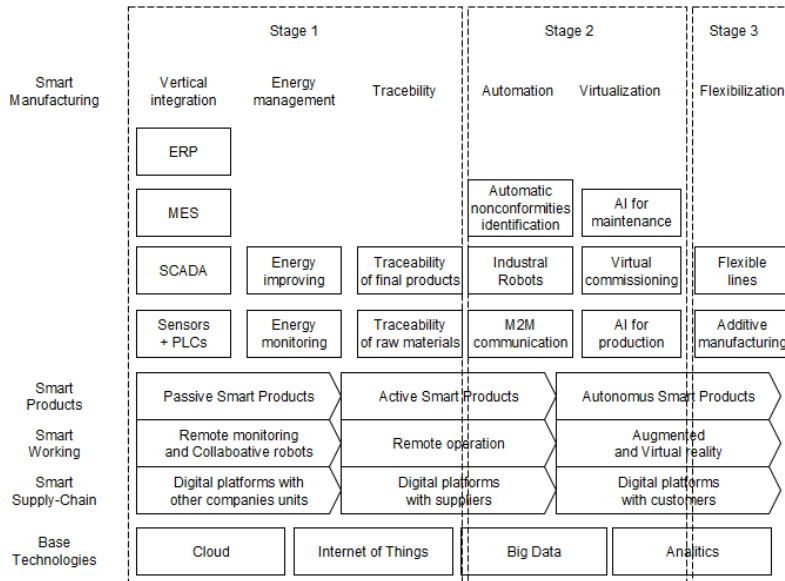 Stage 1
Stage 2
Stage 3
Smart
Manufacturing
Vertical
integration
Energy
management
Tracebility
Automation
Virtualization
Flexibilization
ERP
MES
Automatic
nonconformities
identification
AI for
maintenance
SCADA
Energy
improving
Traceability
of final products
Industral
Robots
Virtual
commissioning
Flexible
lines
Sensors
+ PLCs
Energy
monitoring
Traceability
of raw materials
M2M
communication
AI for
production
Additive
manufacturing
Smart
Products
Passive Smart Products
Active Smart Products
Autonomus Smart Products
Smart
Working
Remote monitoring
and Collaboative robots
Remote operation
Augmented
and Virtual reality
Smart
Supply-Chain
Digital platforms with
other companies units
Digital platforms
with suppliers
Digital platforms
with customers
Base
Technologies
Cloud
Internet of Things
Big Data
Analitics